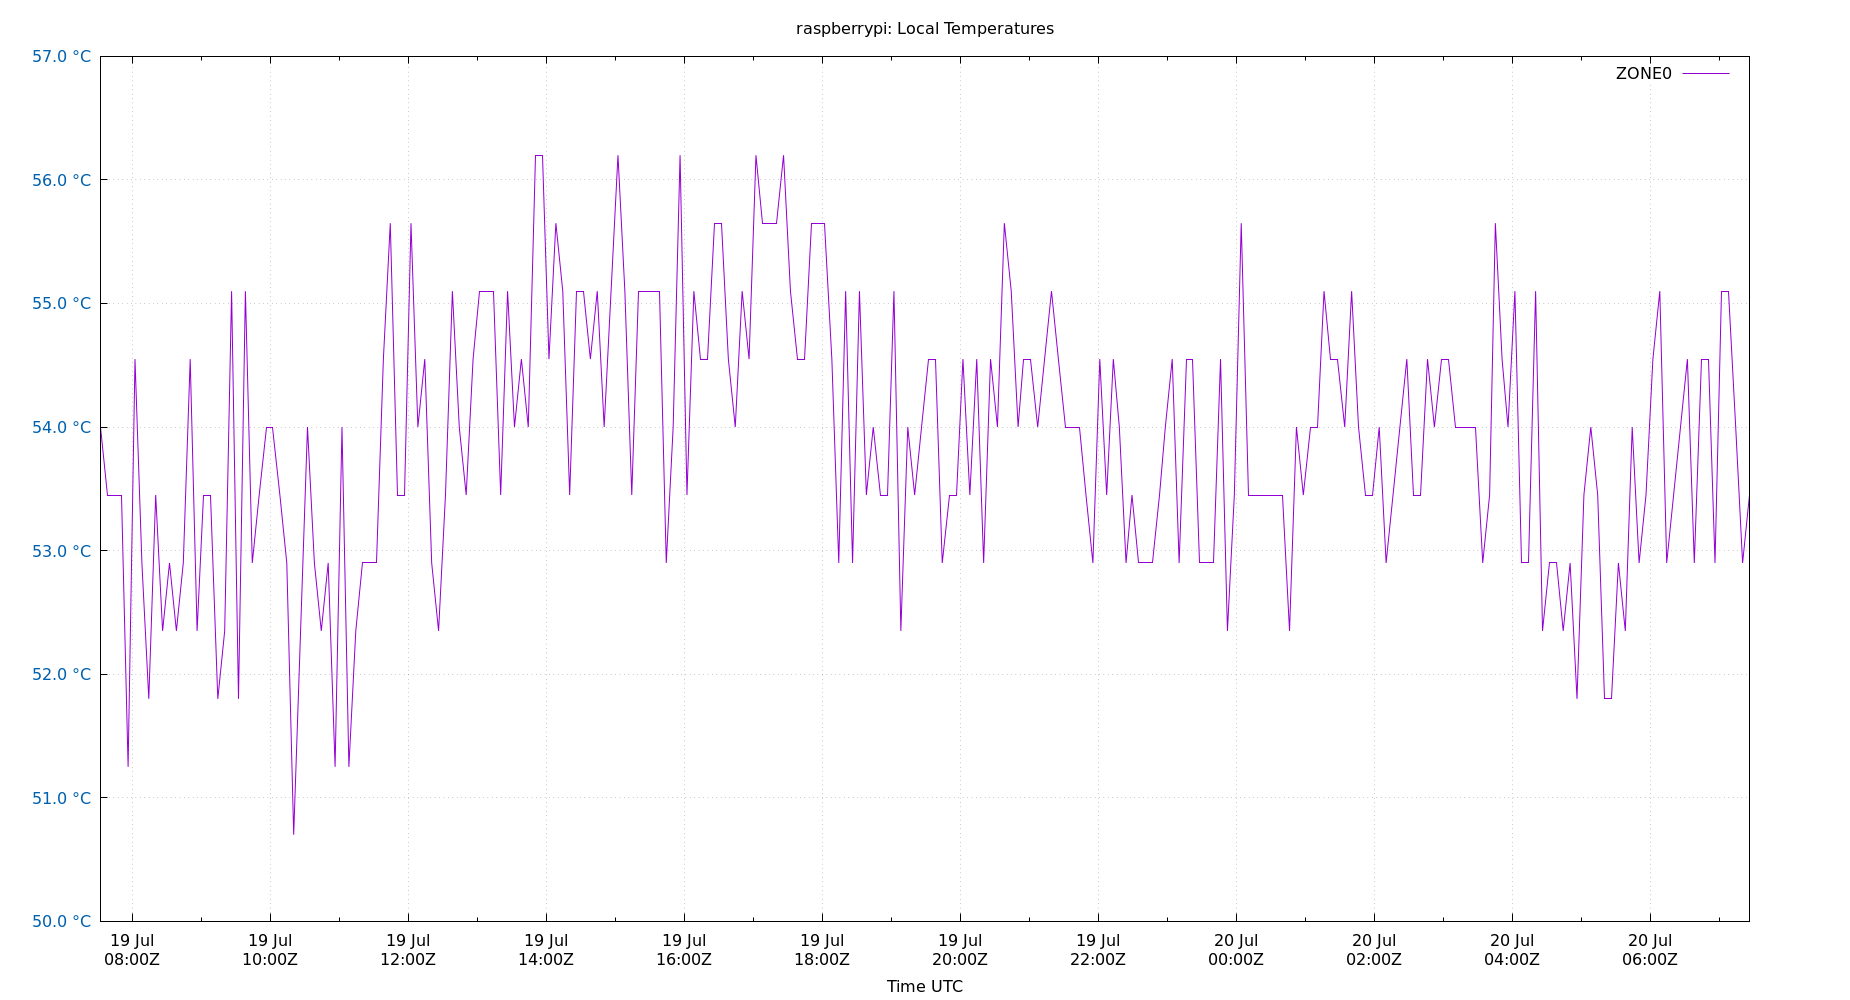 raspberrypi: Local Temperatures
57.0 °C
ZONE0
56.0 °C
55.0 °C
54.0 °C
53.0 °C
52.0 °C
51.0 °C
50.0 °C
19 Jul 19 Jul 19 Jul 19 Jul 19 Jul 19 Jul 19 Jul 19 Jul 20 Jul 20 Jul 20 Jul 20 Jul
08:00Z 10:00Z 12:00Z 14:00Z 16:00Z 18:00Z 20:00Z 22:00Z 00:00Z 02:00Z 04:00Z 06:00Z
Time UTC